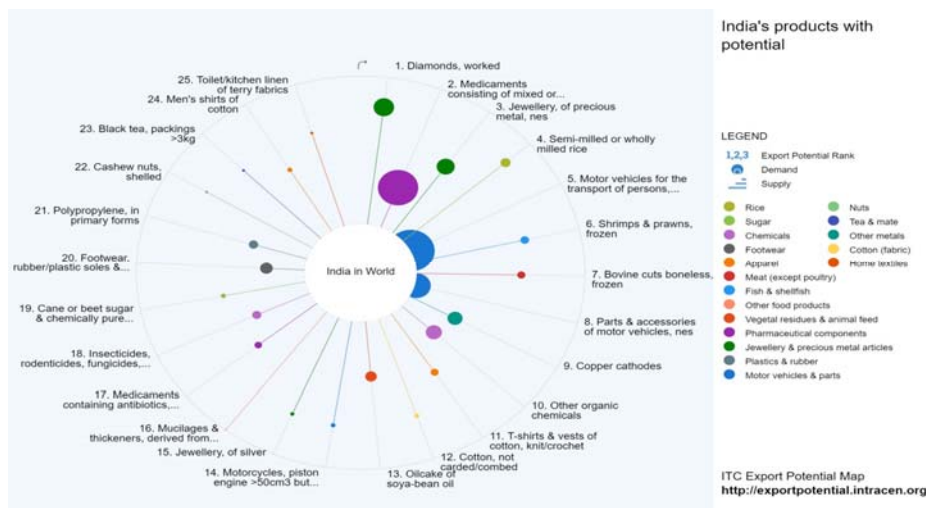 India's products with
potential
1. Diamonds, worked
2. Medicaments
consisting of mixed or...
3. Jewellery, of precious
metal, nes
4. Semi-milled or wholly
milled rice
5. Motor vehicles for the
transport of persons,...
6. Shrimps & prawns,
frozen
7. Bovine cuts boneless,
frozen
8. Parts & accessories
of motor vehicles, nes
9. Copper cathodes
10. Other organic
chemicals
11. T-shirts & vests of
cotton, knit/crochet
12. Cotton, not
carded/combed
13. Oilcake of
soya-bean oil
14. Motorcycles, piston
engine >50cm3 but...
15. Jewellery, of silver
16. Mucilages &
thickeners, derived from...
17. Medicaments
containing antibiotics,...
18. Insecticides,
rodenticides, fungicides,...
19. Cane or beet sugar
& chemically pure...
20. Footwear,
rubber/plastic soles &...
21. Polypropylene, in
primary forms
22. Cashew nuts,
shelled
23. Black tea, packings
>3kg
24. Men's shirts of
cotton
25. Toilet/kitchen linen
of terry fabrics
India in World
LEGEND
1,2,3 Export Potential Rank
Demand
Supply
Rice
Sugar
Chemicals
Footwear
Apparel
Meat (except poultry)
Fish & shellfish
Other food products
Vegetal residues & animal feed
Pharmaceutical components
Jewellery & precious metal articles
Plastics & rubber
Motor vehicles & parts
Nuts
Tea & mate
Other metals
Cotton (fabric)
Home textiles
ITC Export Potential Map
http://exportpotential.intracen.org